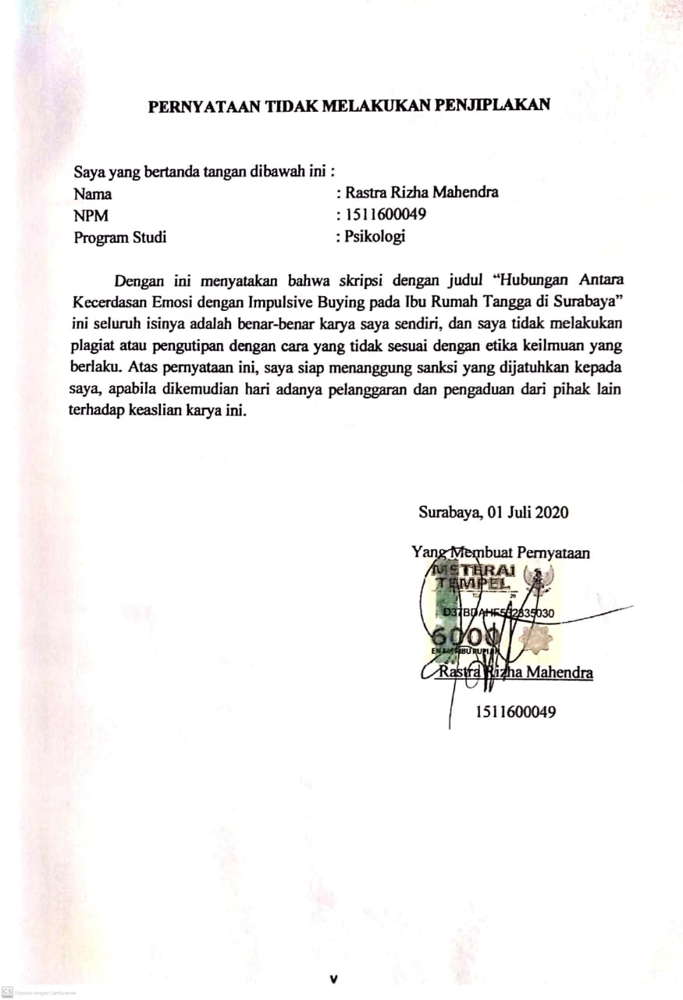 PERNYATAAN TIDAK MELAKUKAN PENJIPLAKAN
Saya yang bertanda tangan dibawah ini :
Nama : Rastra Rizha Mahendra
NPM : 1511600049
Program Studi : Psikologi
Dengan ini menyatakan bahwa skripsi dengan judul “Hubungan Antara
Kecerdasan Emosi dengan Impulsive Buying pada Ibu Rumah Tangga di Surabaya”
ini seluruh isinya adalah benar-benar karya saya sendiri, dan saya tidak melakukan
plagiat atau pengutipan dengan cara yang tidak sesuai dengan etika keilmuan yang
berlaku. Atas pernyataan ini, saya siap menanggung sanksi yang dijatuhkan kepada
saya, apabila dikemudian hari adanya pelanggaran dan pengaduan dari pihak lain
terhadap keaslian karya ini.
Surabaya, 01 Juli 2020
Yang Membuat Pernyataan
METERAI
TEMPEL
6000
ENAM RIBU RUPIAH
Rastra Rizha Mahendra
1511600049
v
CS Dipindai dengan CamScanner